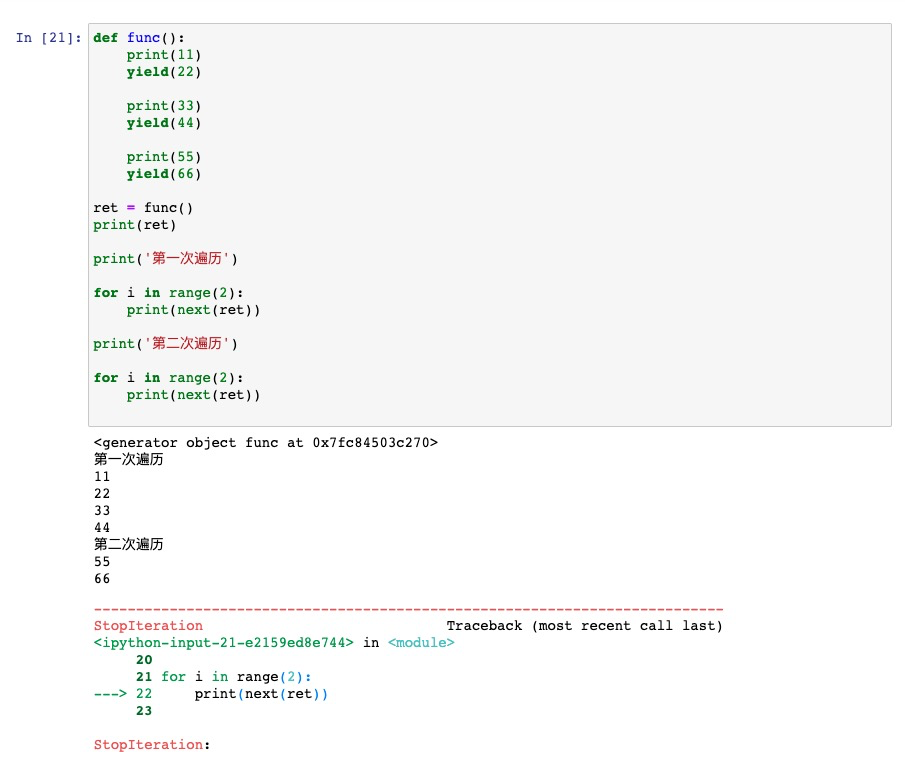 In [21]: def func():
    print(11)
    yield(22)

    print(33)
    yield(44)

    print(55)
    yield(66)

ret = func()
print(ret)

print('第一次遍历')

for i in range(2):
    print(next(ret))

print('第二次遍历')

for i in range(2):
    print(next(ret))

<generator object func at 0x7fc84503c270>
第一次遍历
11
22
33
44
第二次遍历
55
66
---------------------------------------------------------------------------
StopIteration                             Traceback (most recent call last)
<ipython-input-21-e2159ed8e744> in <module>
     20
     21 for i in range(2):
---> 22     print(next(ret))
     23

StopIteration: